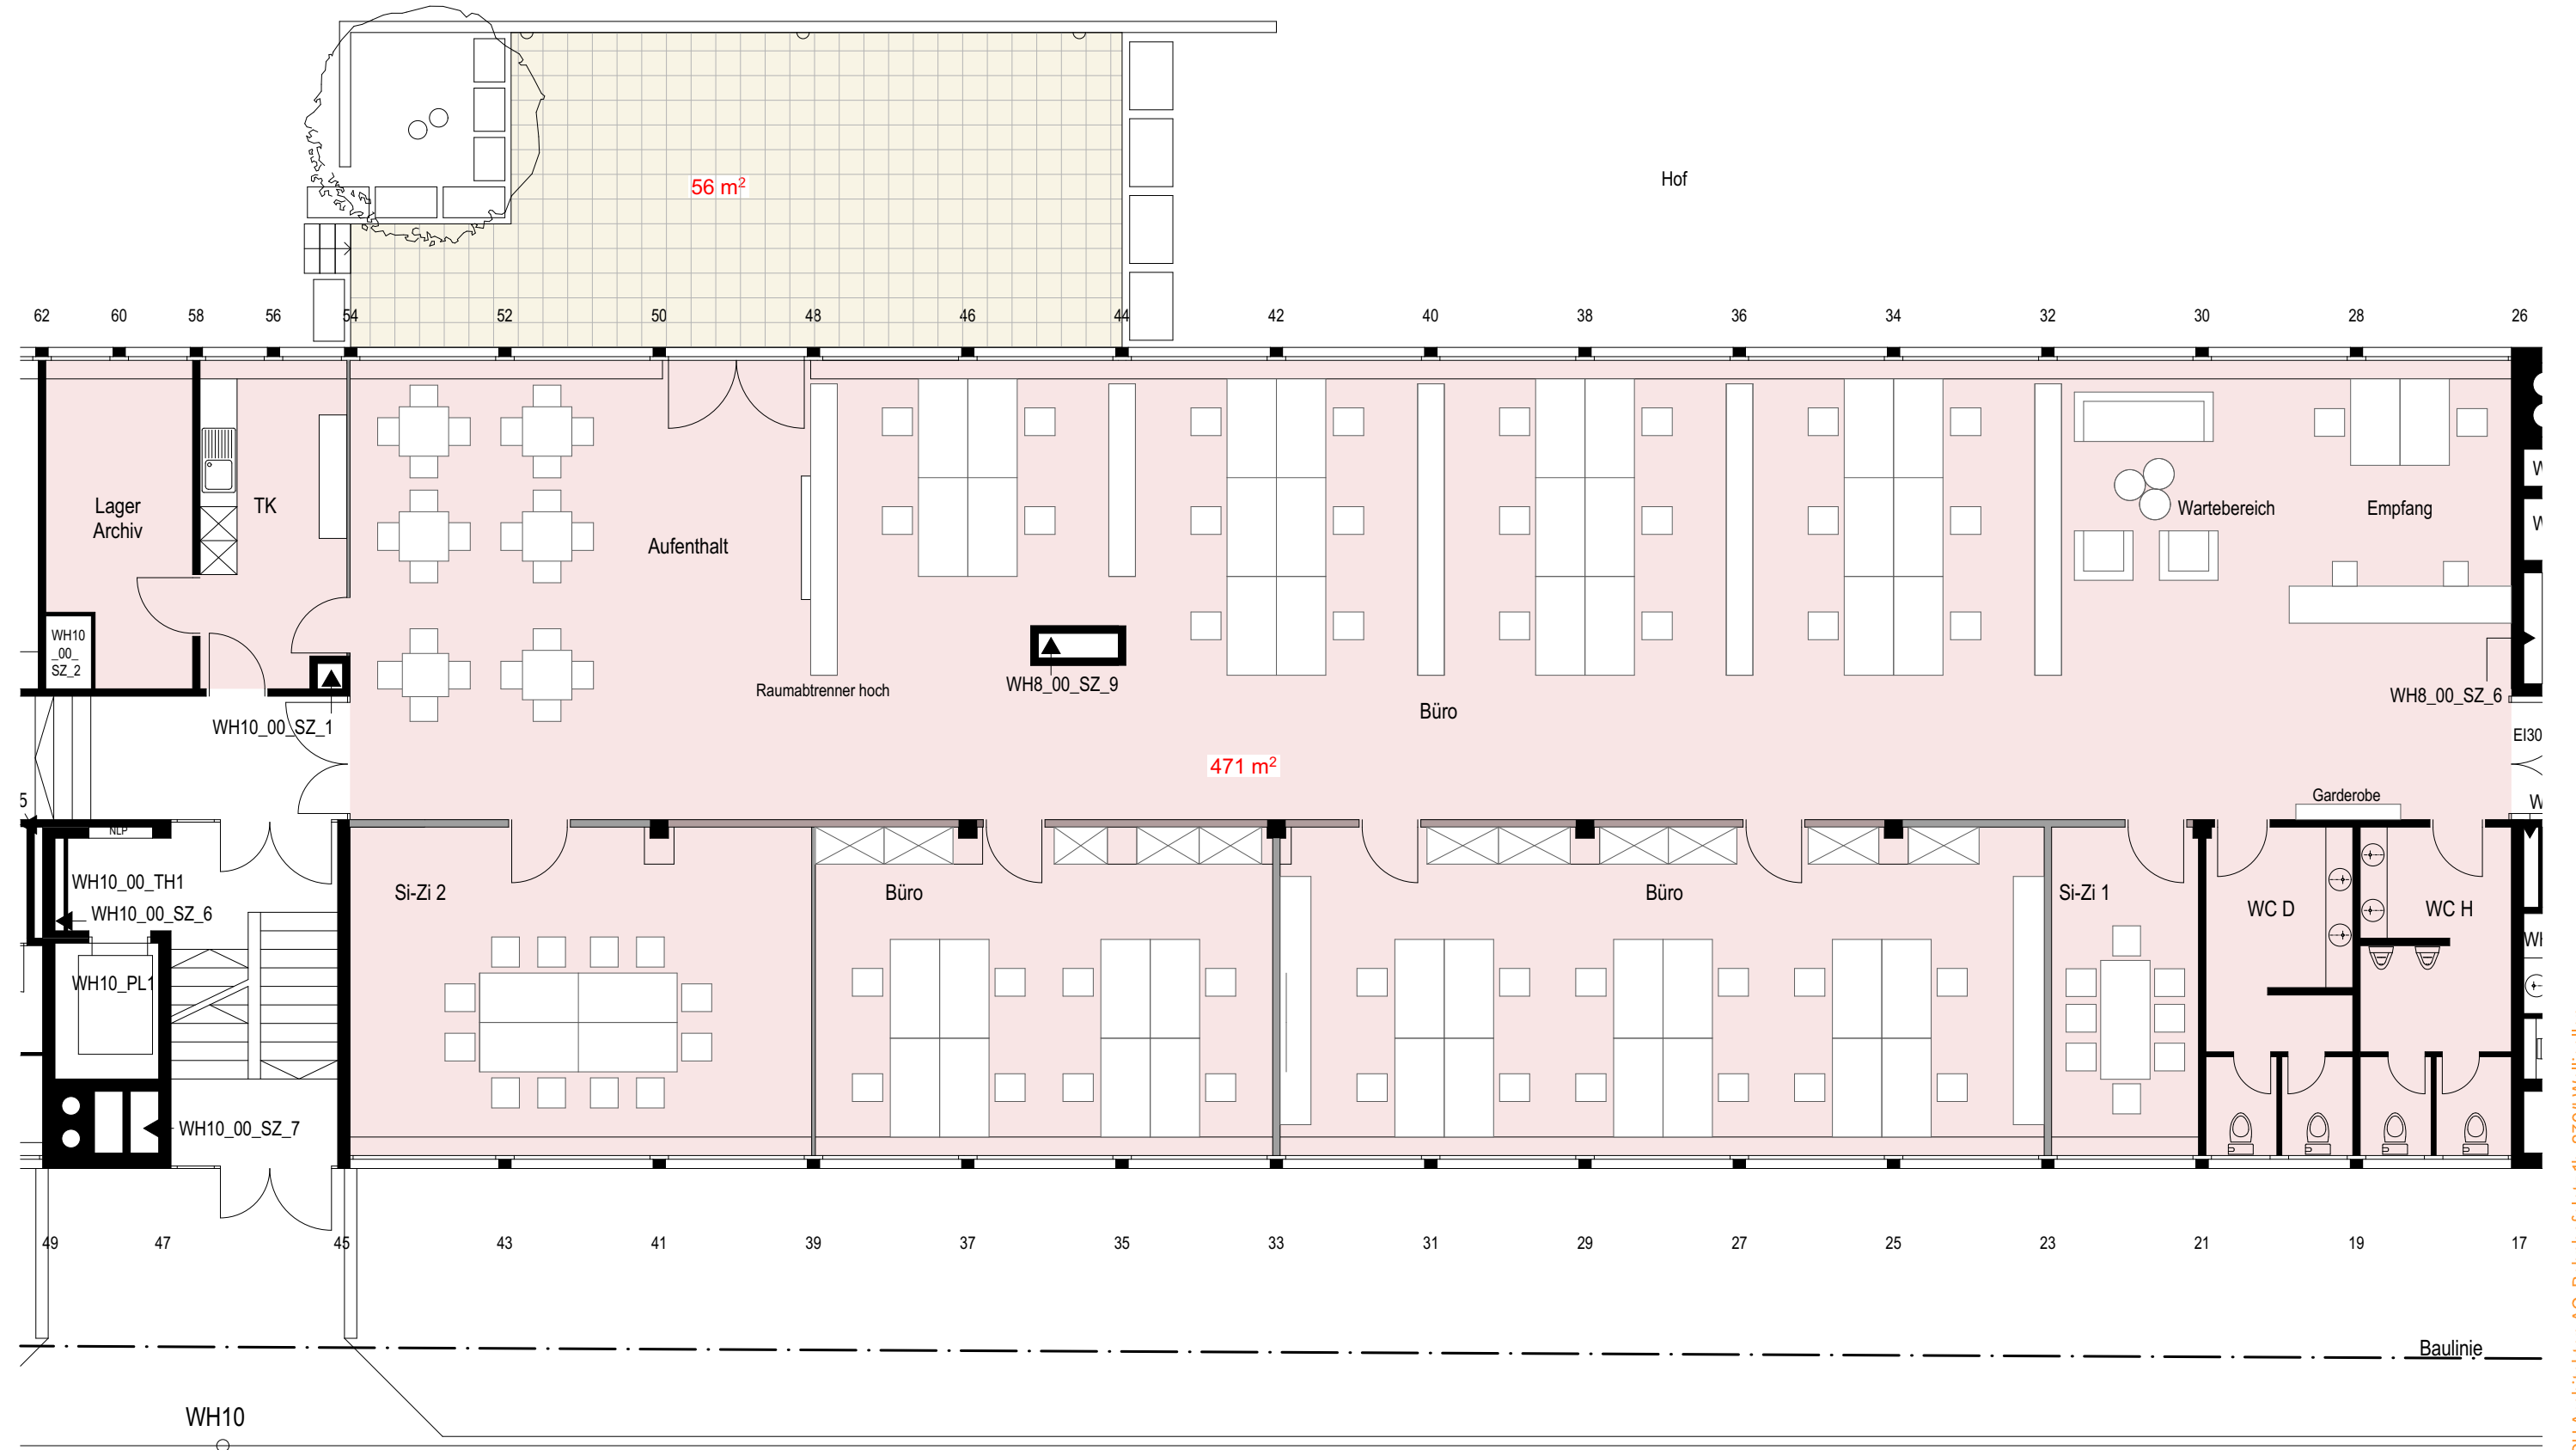 56 m²
Hof
62 60 58 56 54 52 50 48 46 44 42 40 38 36 34 32 30 28 26
Lager
Archiv
TK
Aufenthalt
Wartebereich
Empfang
WH10
_00_
SZ_2
Raumabtrenner hoch
WH8_00_SZ_9
WH8_00_SZ_6
WH10_00_SZ_1
Büro
EI30
471 m²
Garderobe
5
NLP
WH10_00_TH1
WH10_00_SZ_6
Si-Zi 2
Büro
Büro
Si-Zi 1
WC D
WC H
WH10_PL1
WH10_00_SZ_7
49 47 45 43 41 39 37 35 33 31 29 27 25 23 21 19 17
Baulinie
WH10